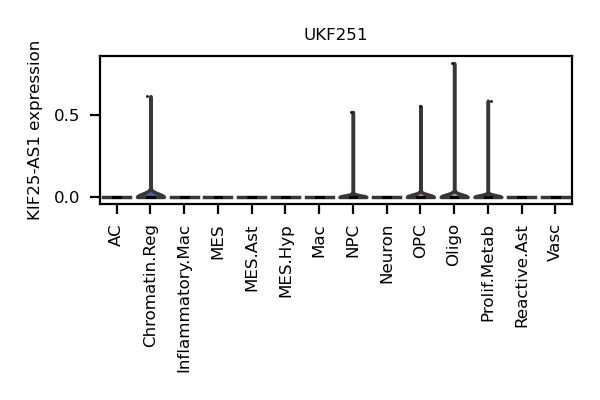 UKF251
KIF25-AS1 expression
0.5
0.0
AC
Chromatin.Reg
Inflammatory.Mac
MES
MES.Ast
MES.Hyp
Mac
NPC
Neuron
OPC
Oligo
Prolif.Metab
Reactive.Ast
Vasc